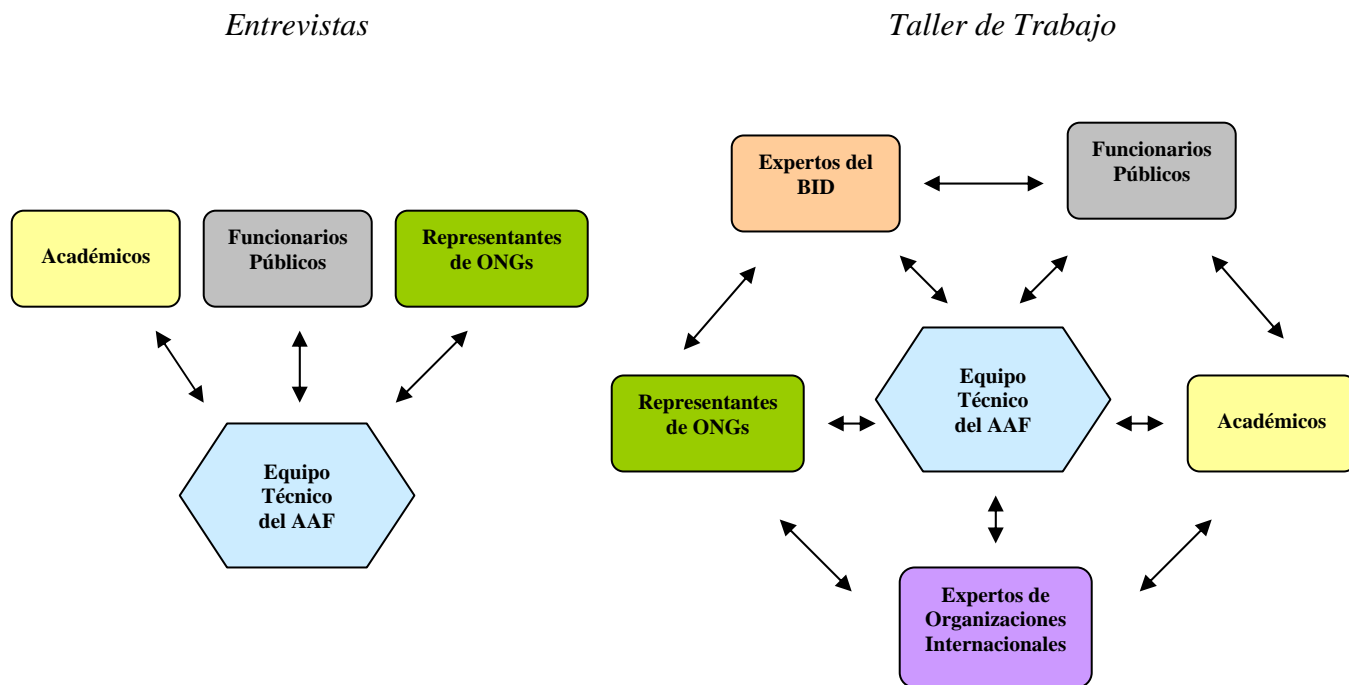 Entrevistas
Académicos
Funcionarios
Públicos
Representantes
de ONGs
Equipo
Técnico
del AAF
Taller de Trabajo
Expertos del
BID
Funcionarios
Públicos
Representantes
de ONGs
Equipo
Técnico
del AAF
Académicos
Expertos de
Organizaciones
Internacionales